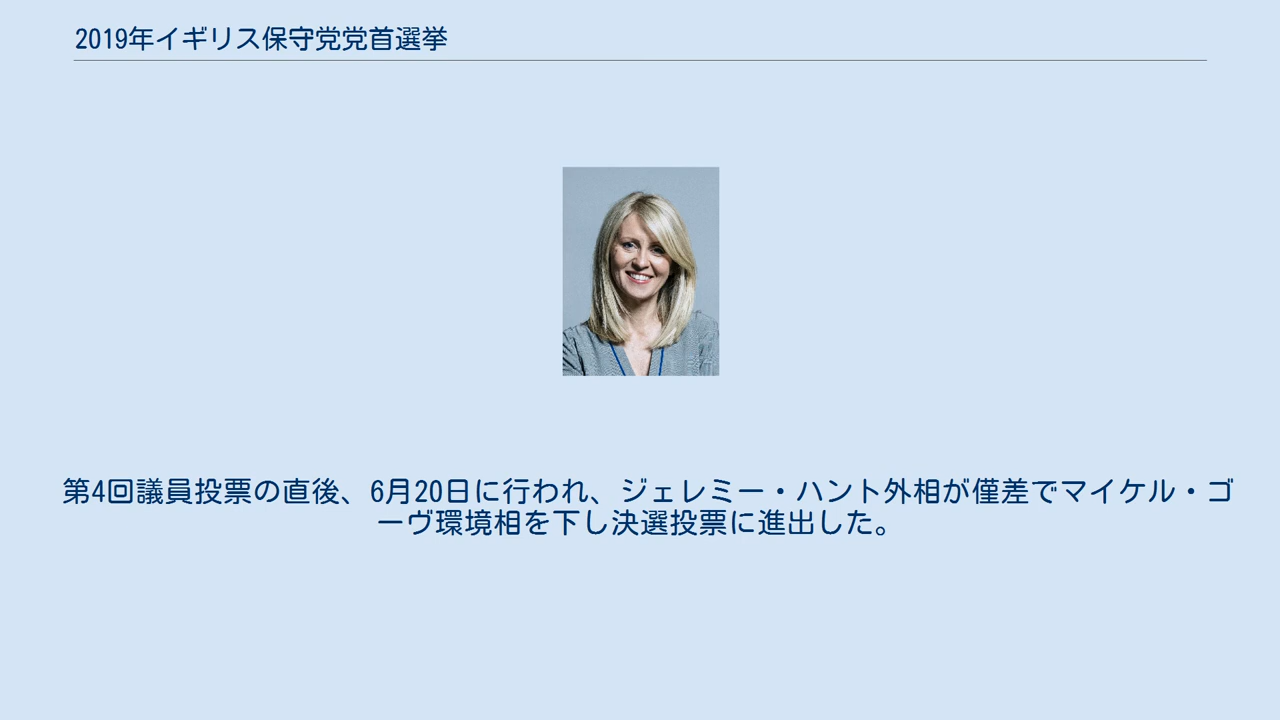 2019年イギリス保守党党首選挙
第4回議員投票の直後、6月20日に行われ、ジェレミー・ハント外相が僅差でマイケル・ゴ
ーヴ環境相を下し決選投票に進出した。